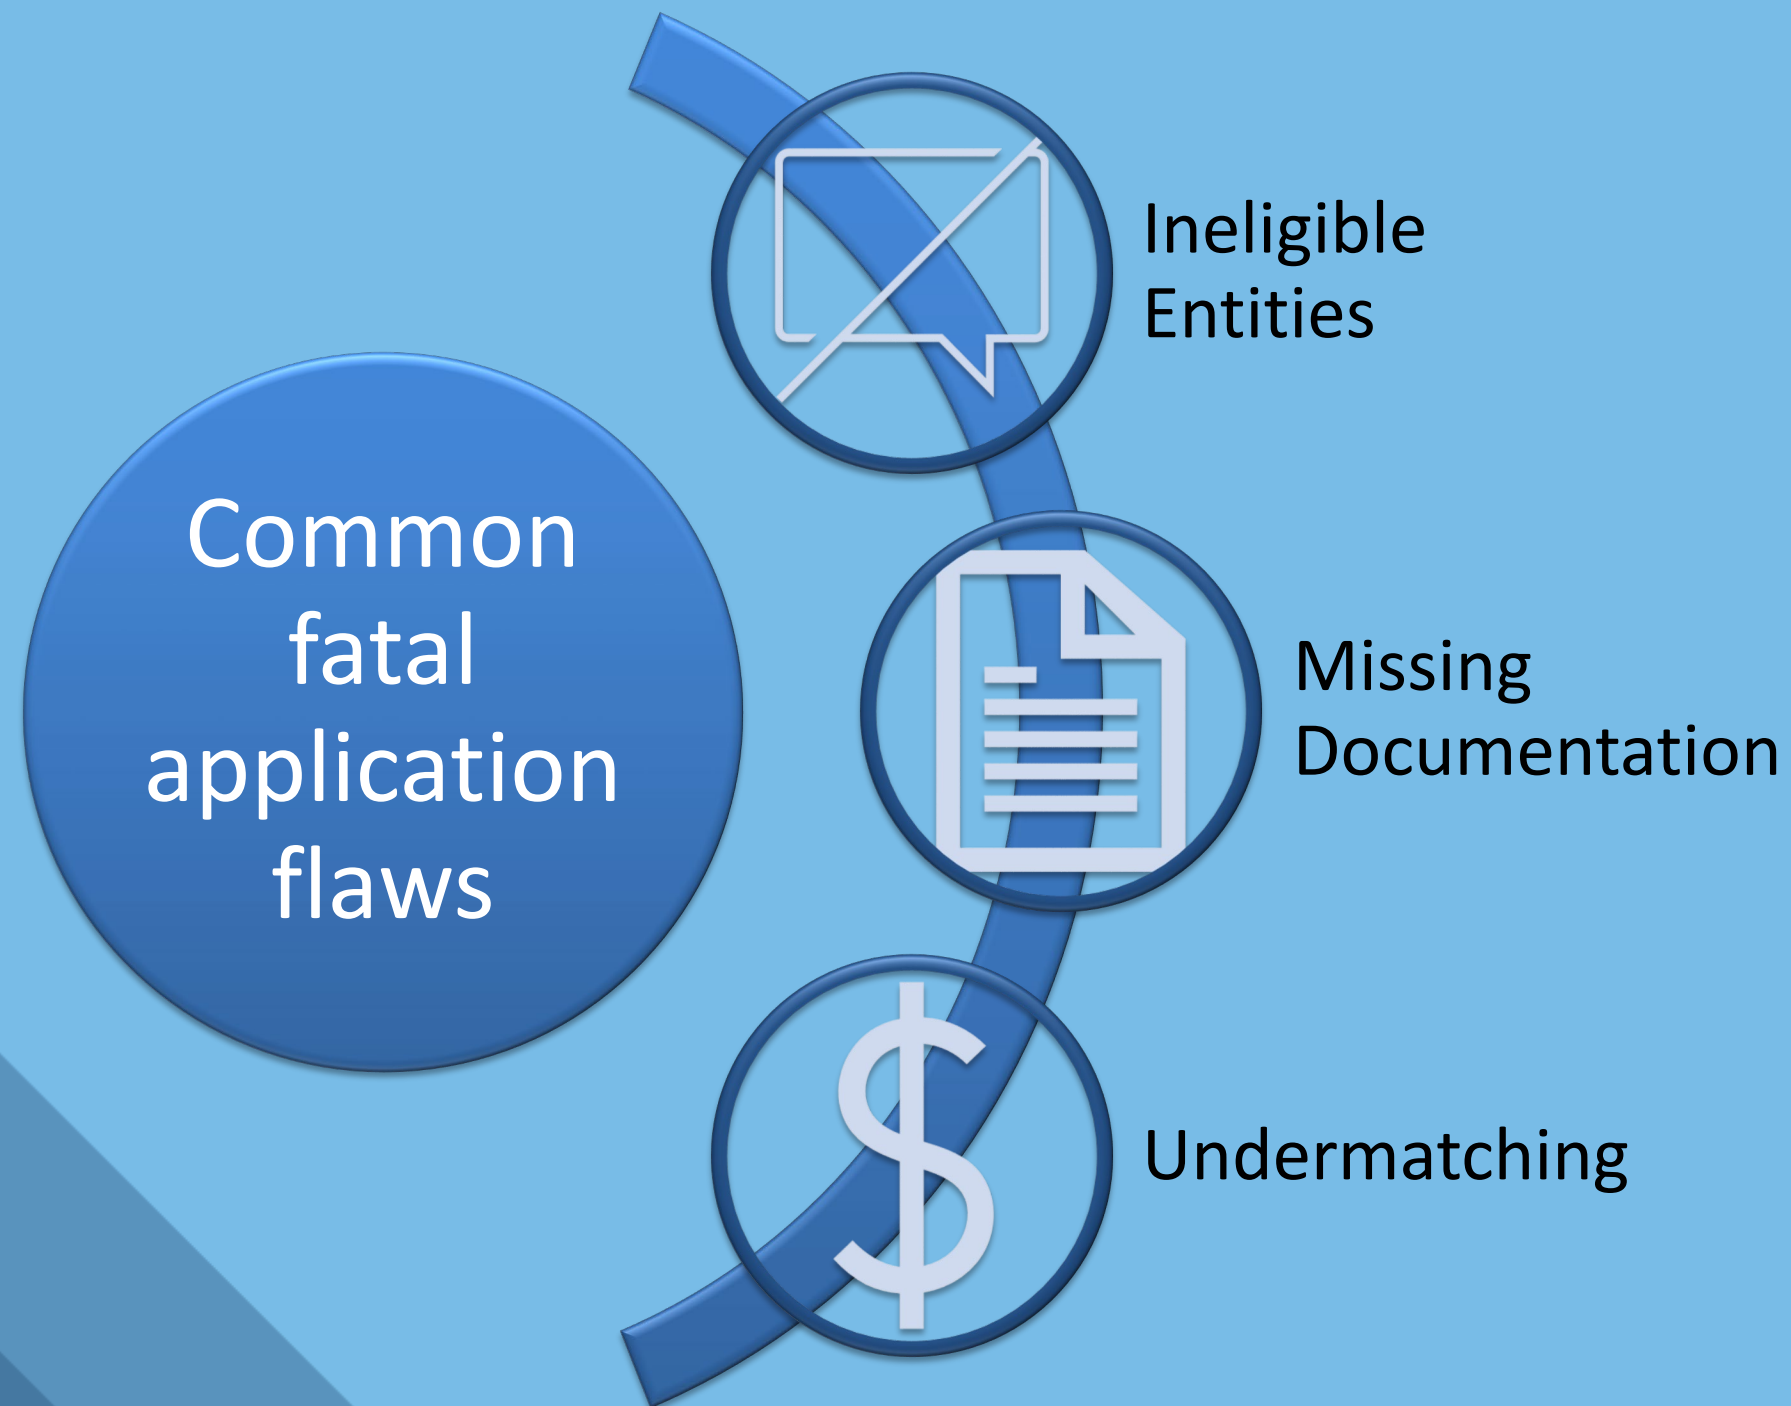 Common
fatal
application
flaws
Ineligible
Entities
Missing
Documentation
Undermatching